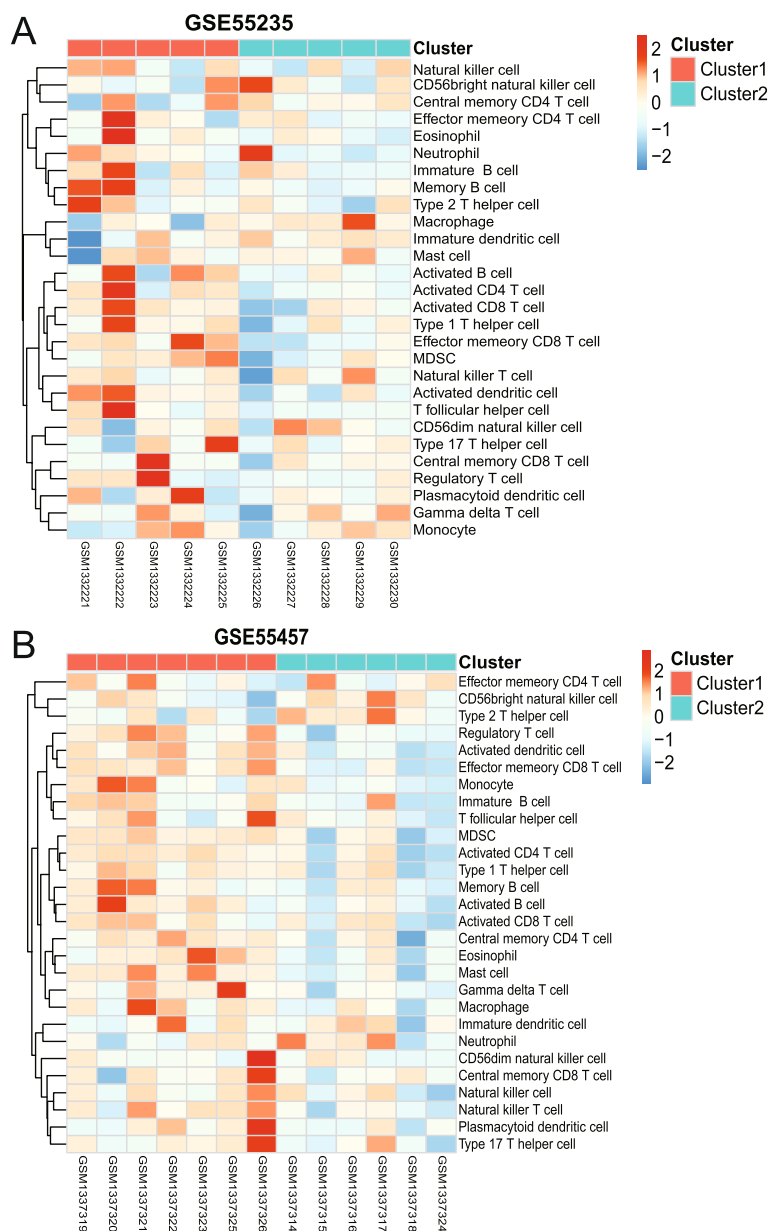 A
GSE55235
Cluster
Natural killer cell
CD56bright natural killer cell
Central memory CD4 T cell
Effector memeory CD4 T cell
Eosinophil
Neutrophil
Immature B cell
Memory B cell
Type 2 T helper cell
Macrophage
Immature dendritic cell
Mast cell
Activated B cell
Activated CD4 T cell
Activated CD8 T cell
Type 1 T helper cell
Effector memeory CD8 T cell
MDSC
Natural killer T cell
Activated dendritic cell
T follicular helper cell
CD56dim natural killer cell
Type 17 T helper cell
Central memory CD8 T cell
Regulatory T cell
Plasmacytoid dendritic cell
Gamma delta T cell
Monocyte
GSM1332221
GSM1332222
GSM1332223
GSM1332224
GSM1332225
GSM1332226
GSM1332227
GSM1332228
GSM1332229
GSM1332230
2
1
0
−1
−2
Cluster
Cluster1
Cluster2
B
GSE55457
Cluster
Effector memeory CD4 T cell
CD56bright natural killer cell
Type 2 T helper cell
Regulatory T cell
Activated dendritic cell
Effector memeory CD8 T cell
Monocyte
Immature B cell
T follicular helper cell
MDSC
Activated CD4 T cell
Type 1 T helper cell
Memory B cell
Activated B cell
Activated CD8 T cell
Central memory CD4 T cell
Eosinophil
Mast cell
Gamma delta T cell
Macrophage
Immature dendritic cell
Neutrophil
CD56dim natural killer cell
Central memory CD8 T cell
Natural killer cell
Natural killer T cell
Plasmacytoid dendritic cell
Type 17 T helper cell
GSM1337319
GSM1337320
GSM1337321
GSM1337322
GSM1337323
GSM1337325
GSM1337326
GSM1337314
GSM1337315
GSM1337316
GSM1337317
GSM1337318
GSM1337324
2
1
0
−1
−2
Cluster
Cluster1
Cluster2